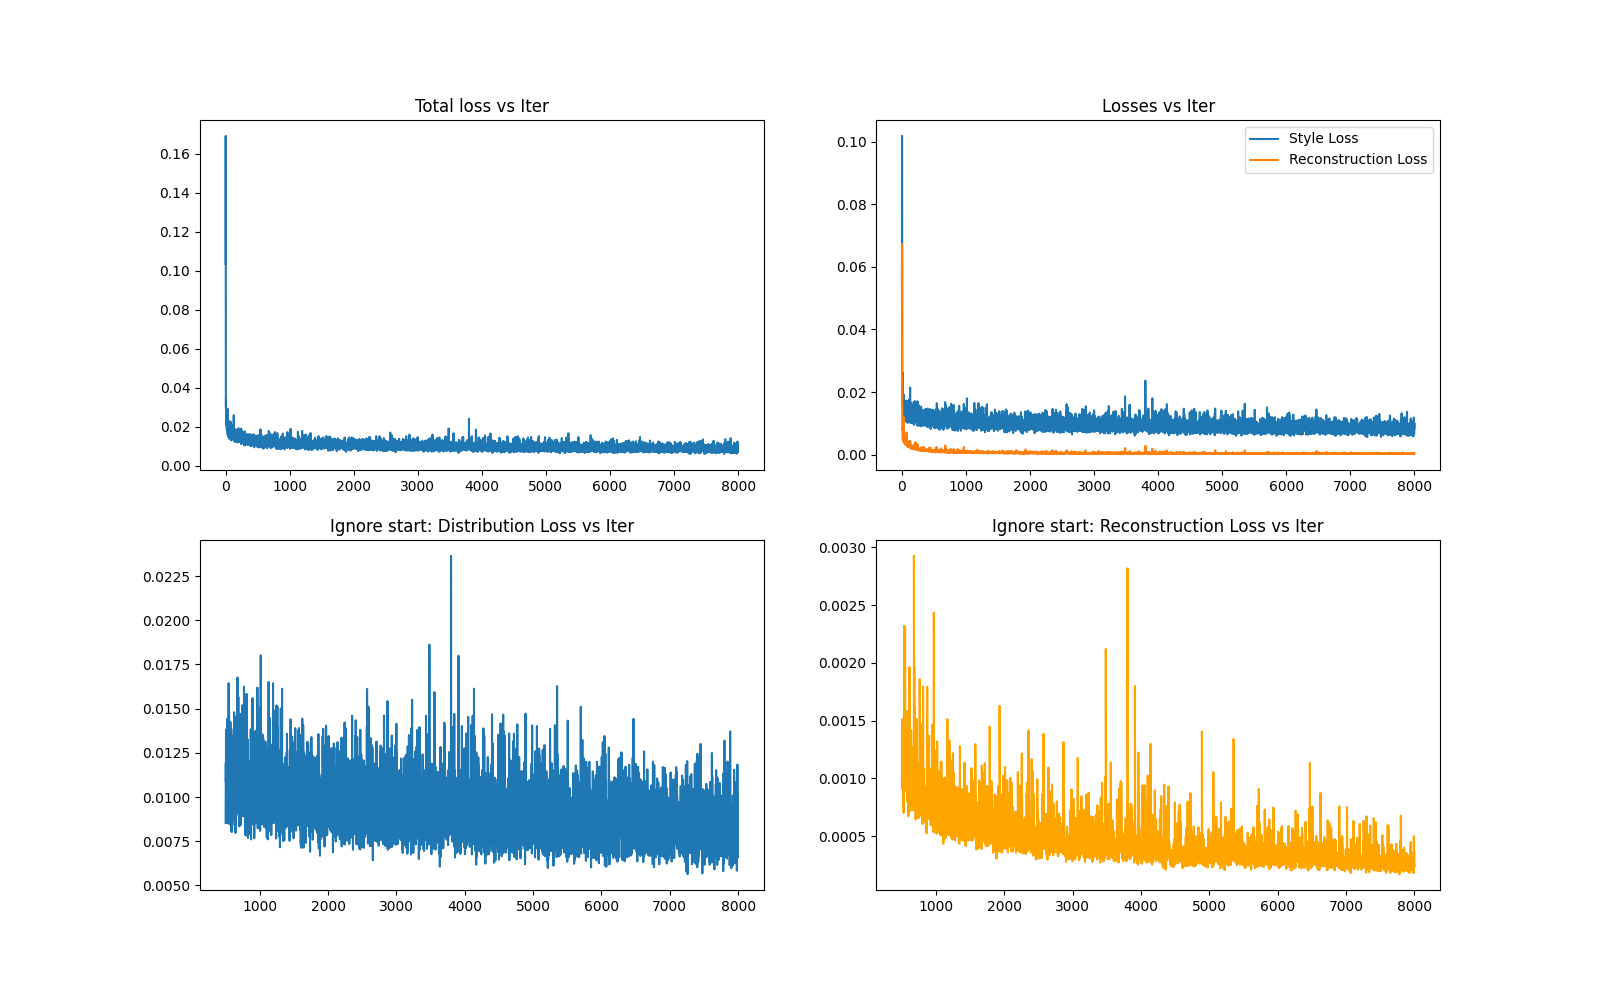 Total loss vs Iter
0.16
0.14
0.12
0.10
0.08
0.06
0.04
0.02
0.00
0 1000 2000 3000 4000 5000 6000 7000 8000
Losses vs Iter
Style Loss
Reconstruction Loss
0.10
0.08
0.06
0.04
0.02
0.00
0 1000 2000 3000 4000 5000 6000 7000 8000
Ignore start: Distribution Loss vs Iter
0.0225
0.0200
0.0175
0.0150
0.0125
0.0100
0.0075
0.0050
1000 2000 3000 4000 5000 6000 7000 8000
Ignore start: Reconstruction Loss vs Iter
0.0030
0.0025
0.0020
0.0015
0.0010
0.0005
1000 2000 3000 4000 5000 6000 7000 8000